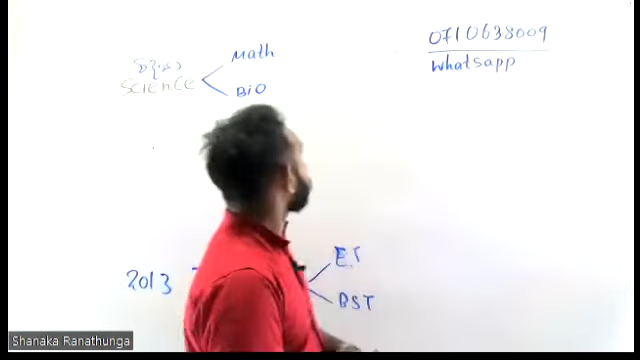 0710638009
whatsapp
Math
Science
BiO
2013
ET
BST
Shanaka Ranathunga